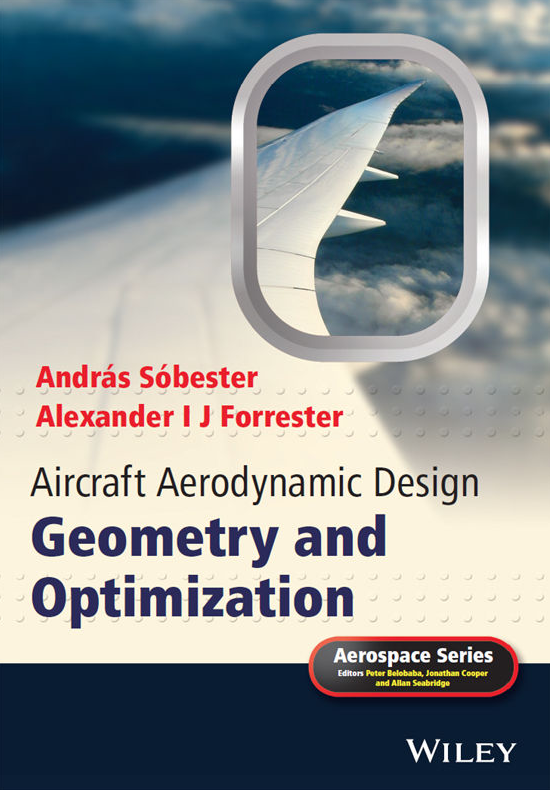 András Sóbester
Alexander I J Forrester
Aircraft Aerodynamic Design
Geometry and
Optimization
Aerospace Series
Editors Peter Belobaba, Jonathan Cooper
and Allan Seabridge
WILEY